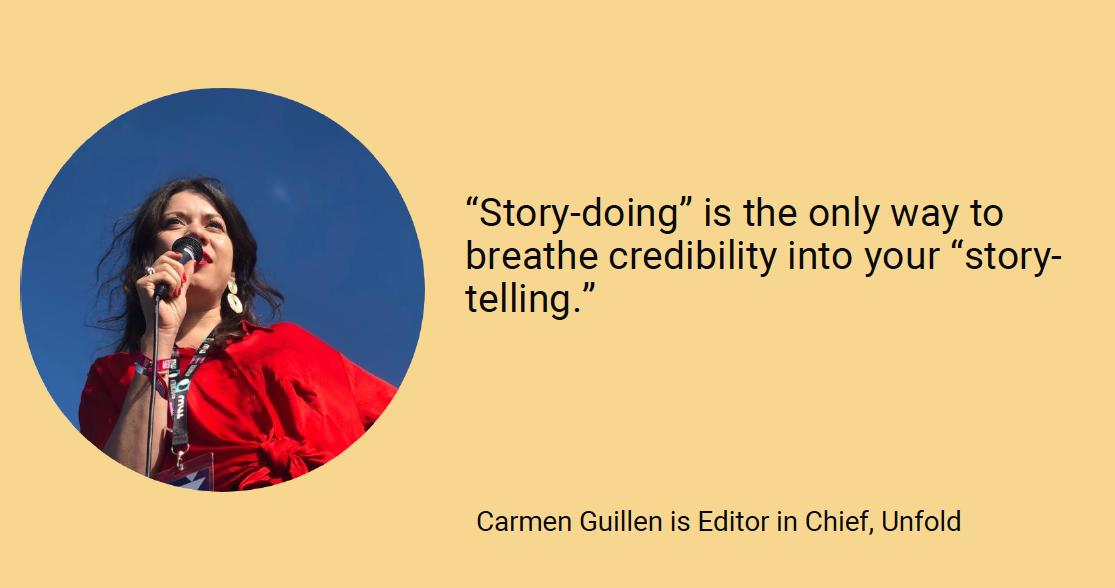 “Story-doing” is the only way to
breathe credibility into your “story-
telling.”
Carmen Guillen is Editor in Chief, Unfold